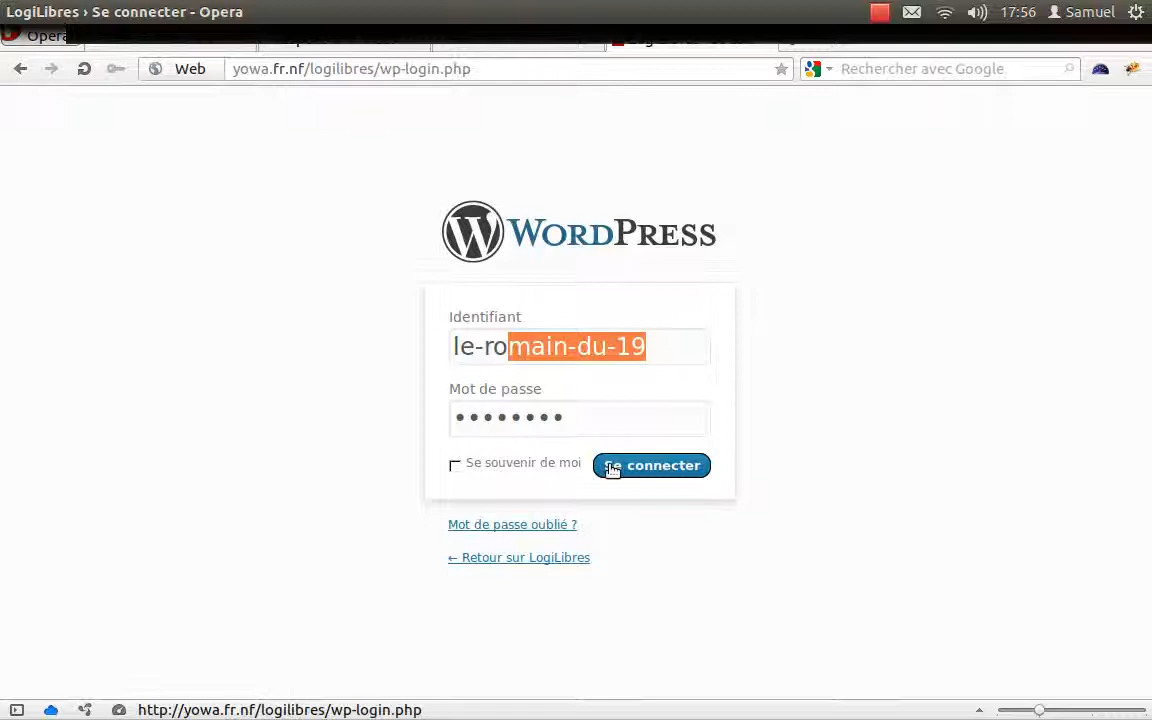 LogiLibres › Se connecter - Opera
17:56 Samuel
Opera
Web yowa.fr.nf/logilibres/wp-login.php Rechercher avec Google
WORDPRESS
Identifiant
le-romain-du-19
Mot de passe
Se souvenir de moi Se connecter
Mot de passe oublié ?
← Retour sur LogiLibres
http://yowa.fr.nf/logilibres/wp-login.php